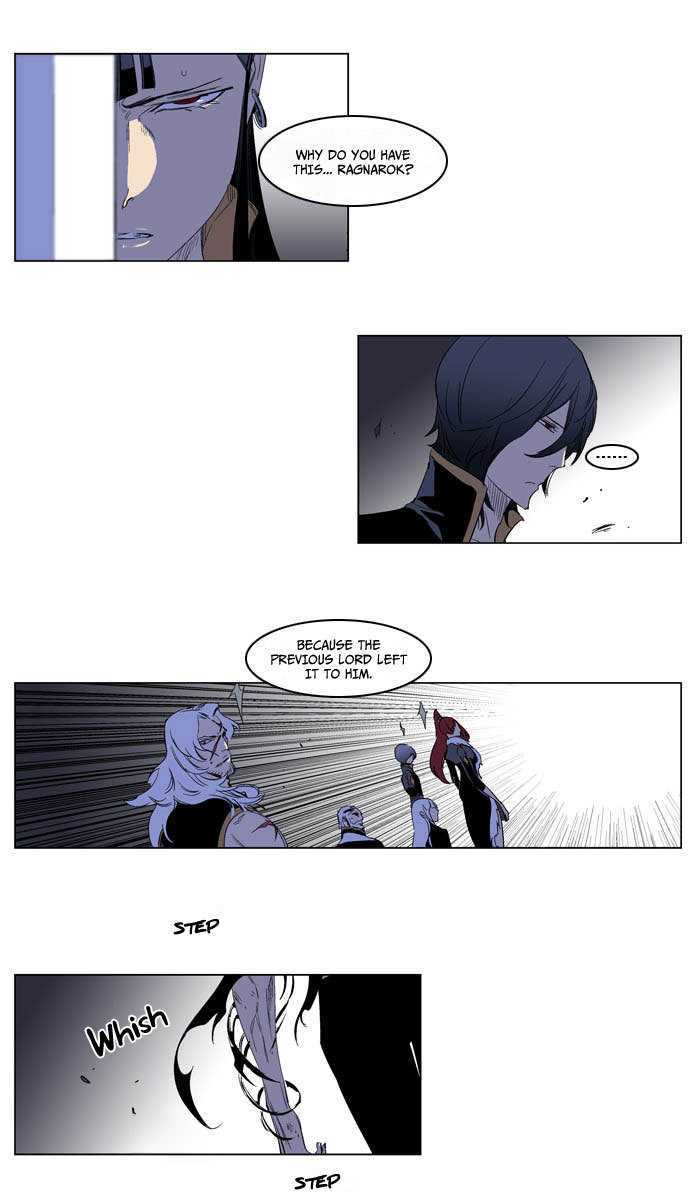 WHY DO YOU HAVE
THIS... RAGNAROK?
------
BECAUSE THE
PREVIOUS LORD LEFT
IT TO HIM.
STEP
Whish
STEP